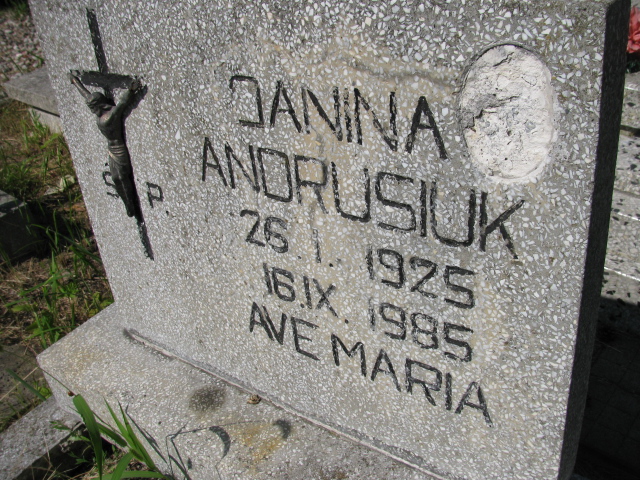 Ś. P.
JANINA
ANDRUSIUK
26. I. 1925
16. IX. 1985
AVE MARIA